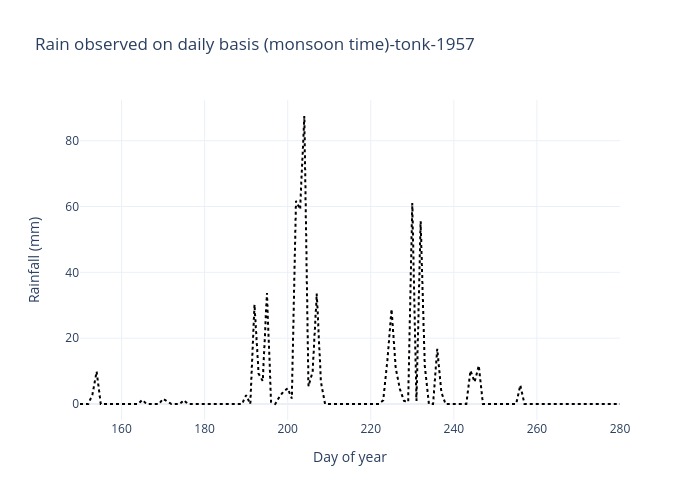 Rain observed on daily basis (monsoon time)-tonk-1957
80
60
40
20
0
Rainfall (mm)
160 180 200 220 240 260 280
Day of year